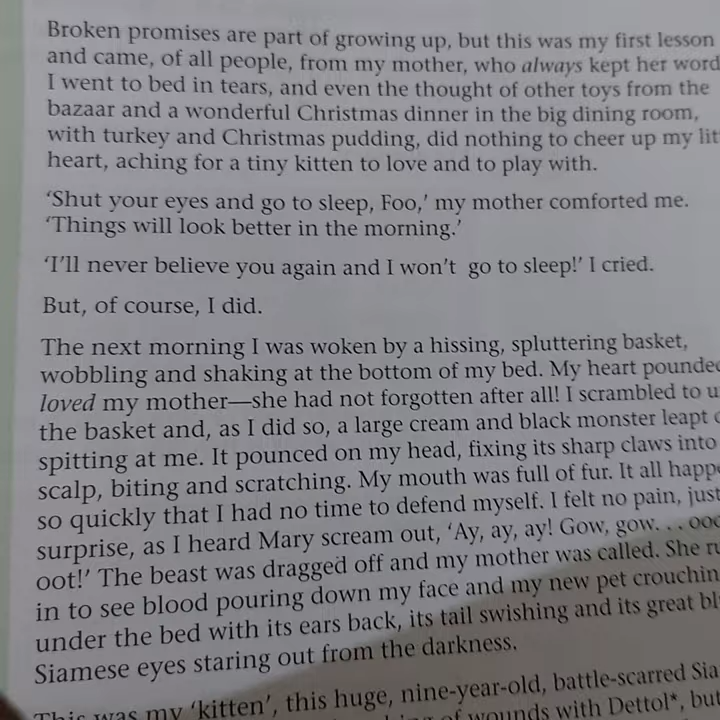 Broken promises are part of growing up, but this was my first lesson
and came, of all people, from my mother, who always kept her word
I went to bed in tears, and even the thought of other toys from the
bazaar and a wonderful Christmas dinner in the big dining room,
with turkey and Christmas pudding, did nothing to cheer up my lit
heart, aching for a tiny kitten to love and to play with.
‘Shut your eyes and go to sleep, Foo,’ my mother comforted me.
‘Things will look better in the morning.’
‘I’ll never believe you again and I won’t go to sleep!’ I cried.
But, of course, I did.
The next morning I was woken by a hissing, spluttering basket,
wobbling and shaking at the bottom of my bed. My heart pounded
loved my mother—she had not forgotten after all! I scrambled to u
the basket and, as I did so, a large cream and black monster leapt
spitting at me. It pounced on my head, fixing its sharp claws into
scalp, biting and scratching. My mouth was full of fur. It all happe
so quickly that I had no time to defend myself. I felt no pain, just
surprise, as I heard Mary scream out, ‘Ay, ay, ay! Gow, gow. . . ooo
oot!’ The beast was dragged off and my mother was called. She ru
in to see blood pouring down my face and my new pet crouchin
under the bed with its ears back, its tail swishing and its great bl
Siamese eyes staring out from the darkness.
This was my ‘kitten’, this huge, nine-year-old, battle-scarred Sia
of wounds with Dettol*, but